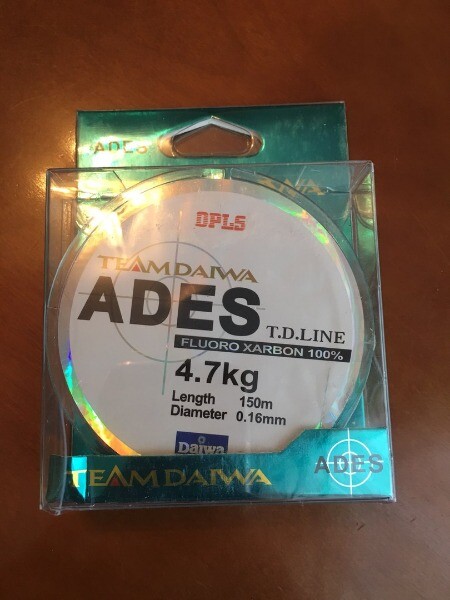 ADES
OPLS
TEAM DAIWA
ADES
T.D.LINE
FLUORO XARBON 100%
4.7kg
Length 150m
Diameter 0.16mm
Daiwa
TEAM DAIWA
ADES